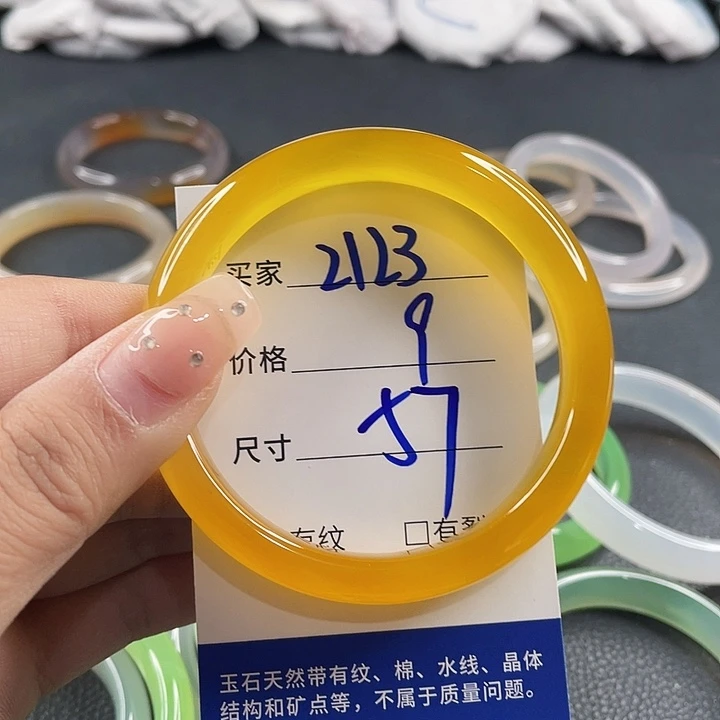 买家 2123
价格 9
尺寸 57
有纹 □有裂
玉石天然带有纹、棉、水线、晶体
结构和矿点等，不属于质量问题。